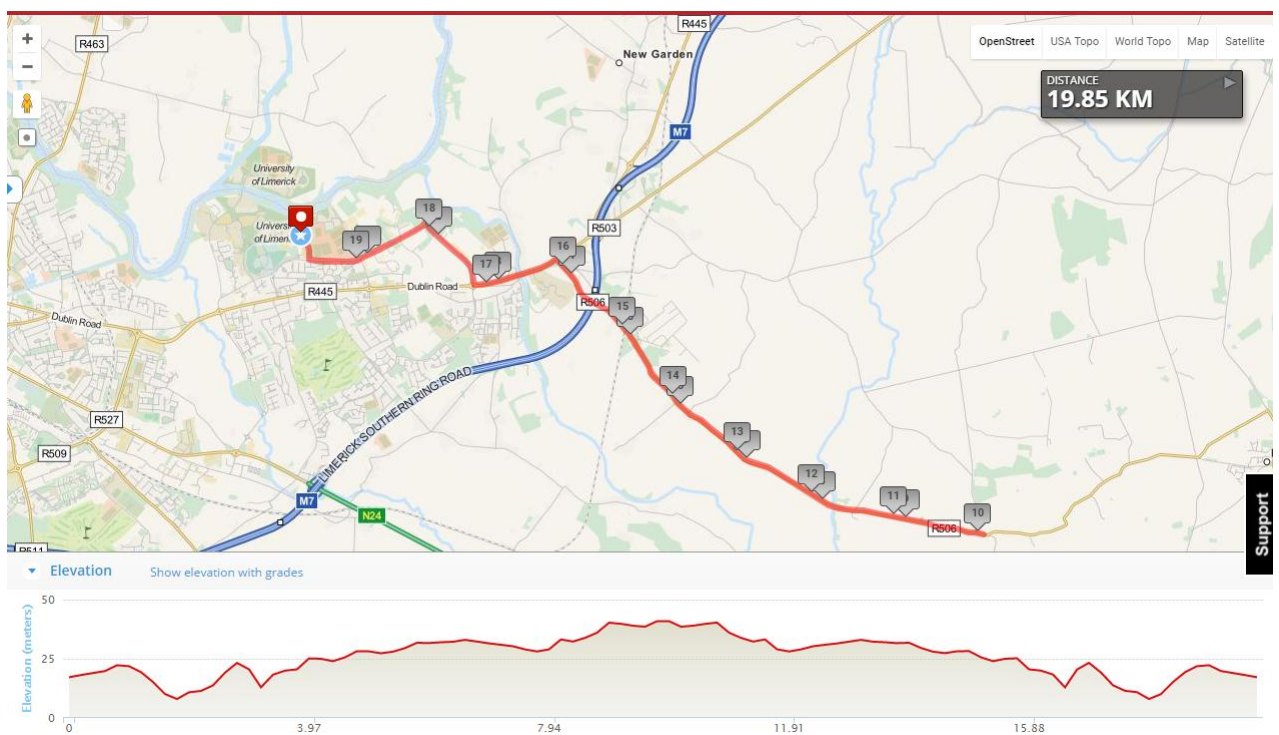 R463
R445
New Garden
OpenStreet USA Topo World Topo Map Satellite
DISTANCE
19.85 KM
M7
University
of Limerick
18
19
16
R503
17
R445
Dublin Road
R506
15
Dublin Road
14
LIMERICK SOUTHERN RING ROAD
R527
13
R509
12
11
10
M7
N24
R506
Support
Elevation
Show elevation with grades
Elevation (meters)
50
25
0
0 3.97 7.94 11.91 15.88